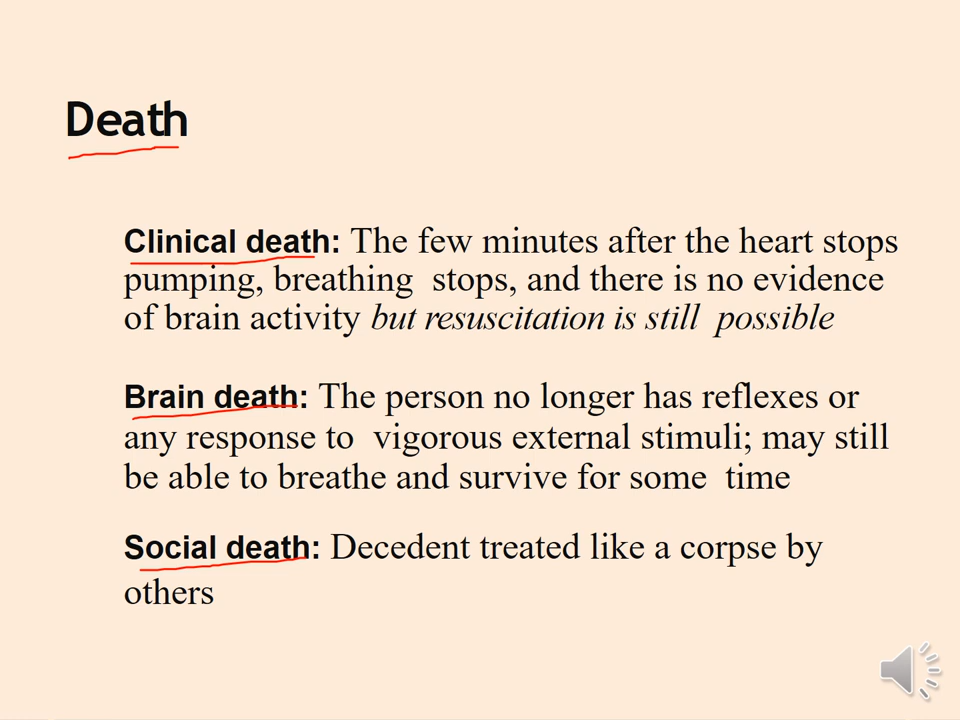 Death
Clinical death: The few minutes after the heart stops
pumping, breathing stops, and there is no evidence
of brain activity but resuscitation is still possible
Brain death: The person no longer has reflexes or
any response to vigorous external stimuli; may still
be able to breathe and survive for some time
Social death: Decedent treated like a corpse by
others